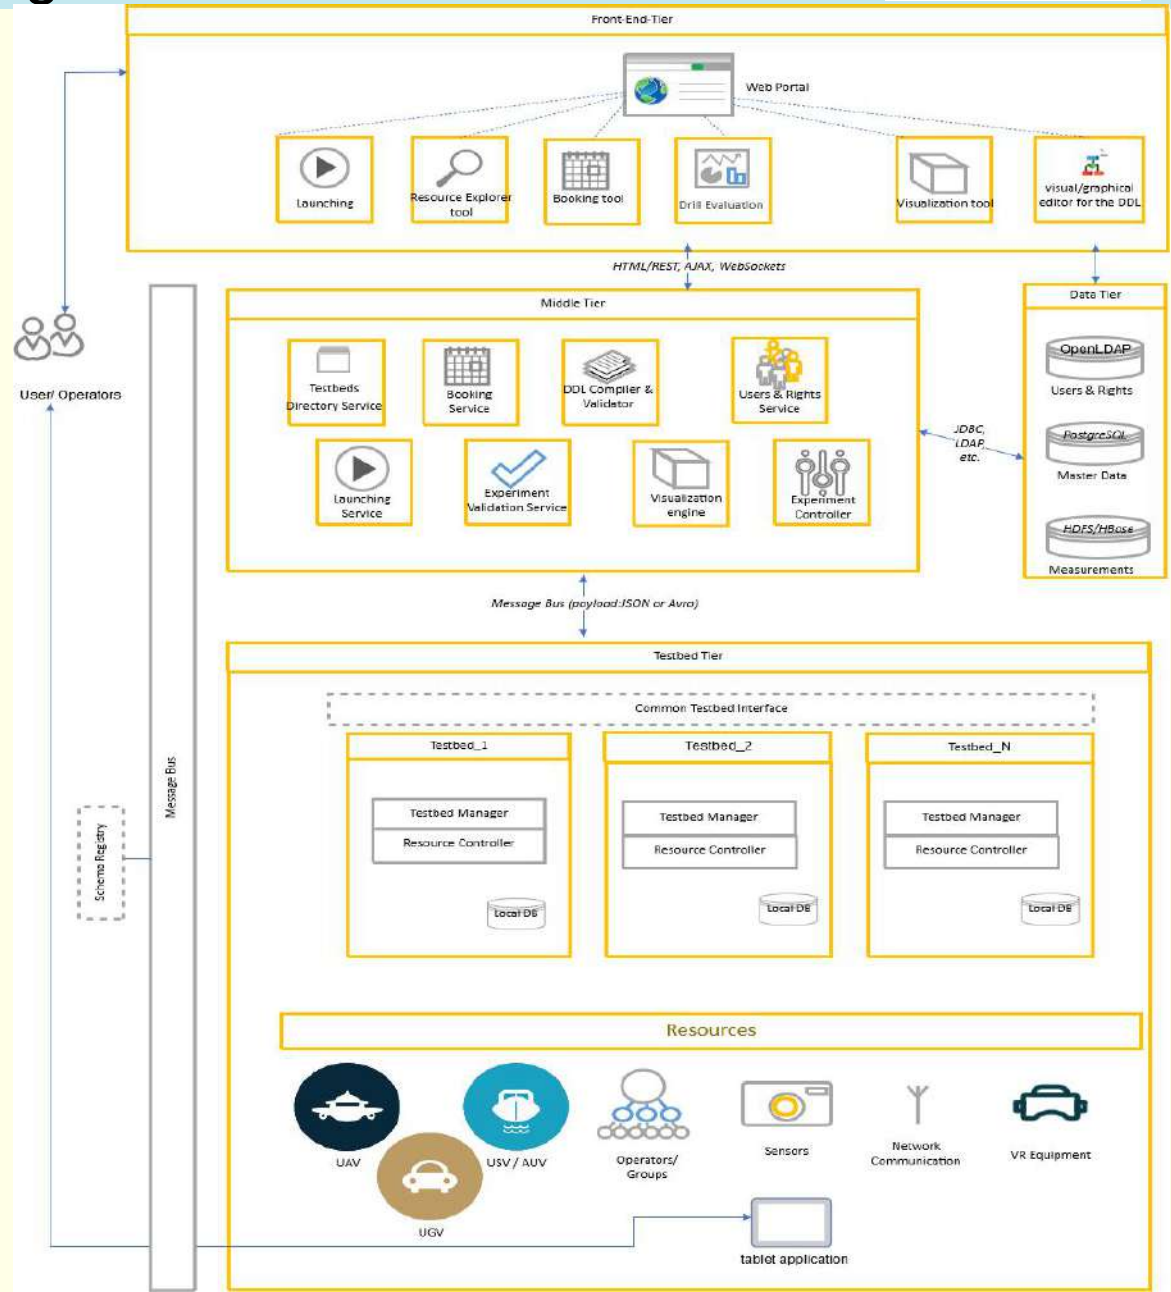 Front-End-Tier
Web Portal
Launching
Resource Explorer
tool
Booking tool
Drill Evaluation
Visualization tool
visual/graphical
editor for the DDL
HTML/REST, AJAX, WebSockets
Middle Tier
Data Tier
User/ Operators
Testbeds
Directory Service
Booking
Service
DDL Compiler &
Validator
Users & Rights
Service
OpenLDAP
Users & Rights
JDBC,
LDAP,
etc.
PostgreSQL
Master Data
Launching
Service
Experiment
Validation Service
Visualization
engine
Experiment
Controller
HDFS/HBase
Measurements
Message Bus (payload:JSON or Avro)
Testbed Tier
Common Testbed Interface
Testbed_1
Testbed_2
Testbed_N
Message Bus
Schema Registry
Testbed Manager
Resource Controller
Local DB
Testbed Manager
Resource Controller
Local DB
Testbed Manager
Resource Controller
Local DB
Resources
UAV
USV / AUV
UGV
Operators/
Groups
Sensors
Network
Communication
VR Equipment
tablet application